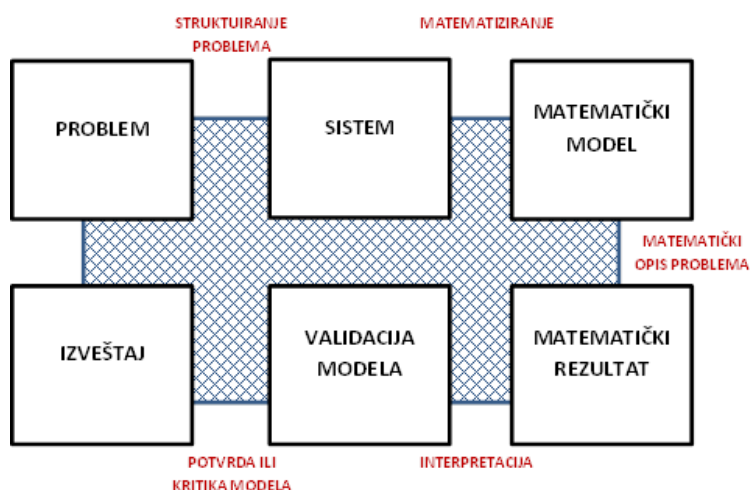 STRUKTUIRANJE
PROBLEMA
MATEMATIZIRANJE
PROBLEM
SISTEM
MATEMATIČKI
MODEL
MATEMATIČKI
OPIS PROBLEMA
IZVEŠTAJ
VALIDACIJA
MODELA
MATEMATIČKI
REZULTAT
POTVRDA ILI
KRITIKA MODELA
INTERPRETACIJA